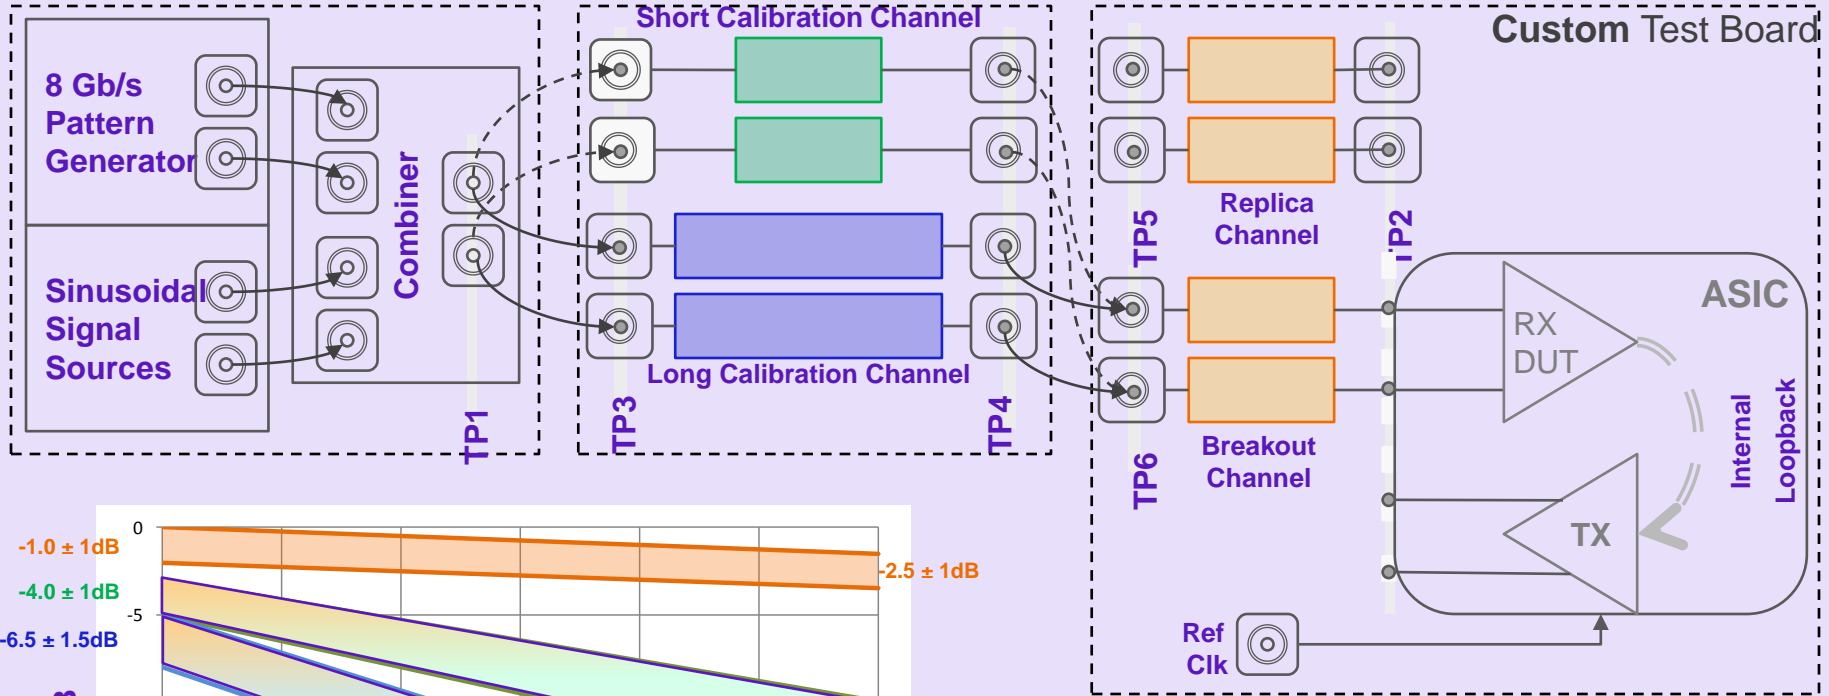 Short Calibration Channel
Custom Test Board
8 Gb/s
Pattern
Generator
Combiner
Sinusoidal
Signal
Sources
TP1
TP3
TP4
Long Calibration Channel
TP5
Replica
Channel
TP2
TP6
Breakout
Channel
ASIC
RX
DUT
TX
Internal
Loopback
Ref
Clk
0
-1.0 ± 1dB
-2.5 ± 1dB
-4.0 ± 1dB
-5
-6.5 ± 1.5dB